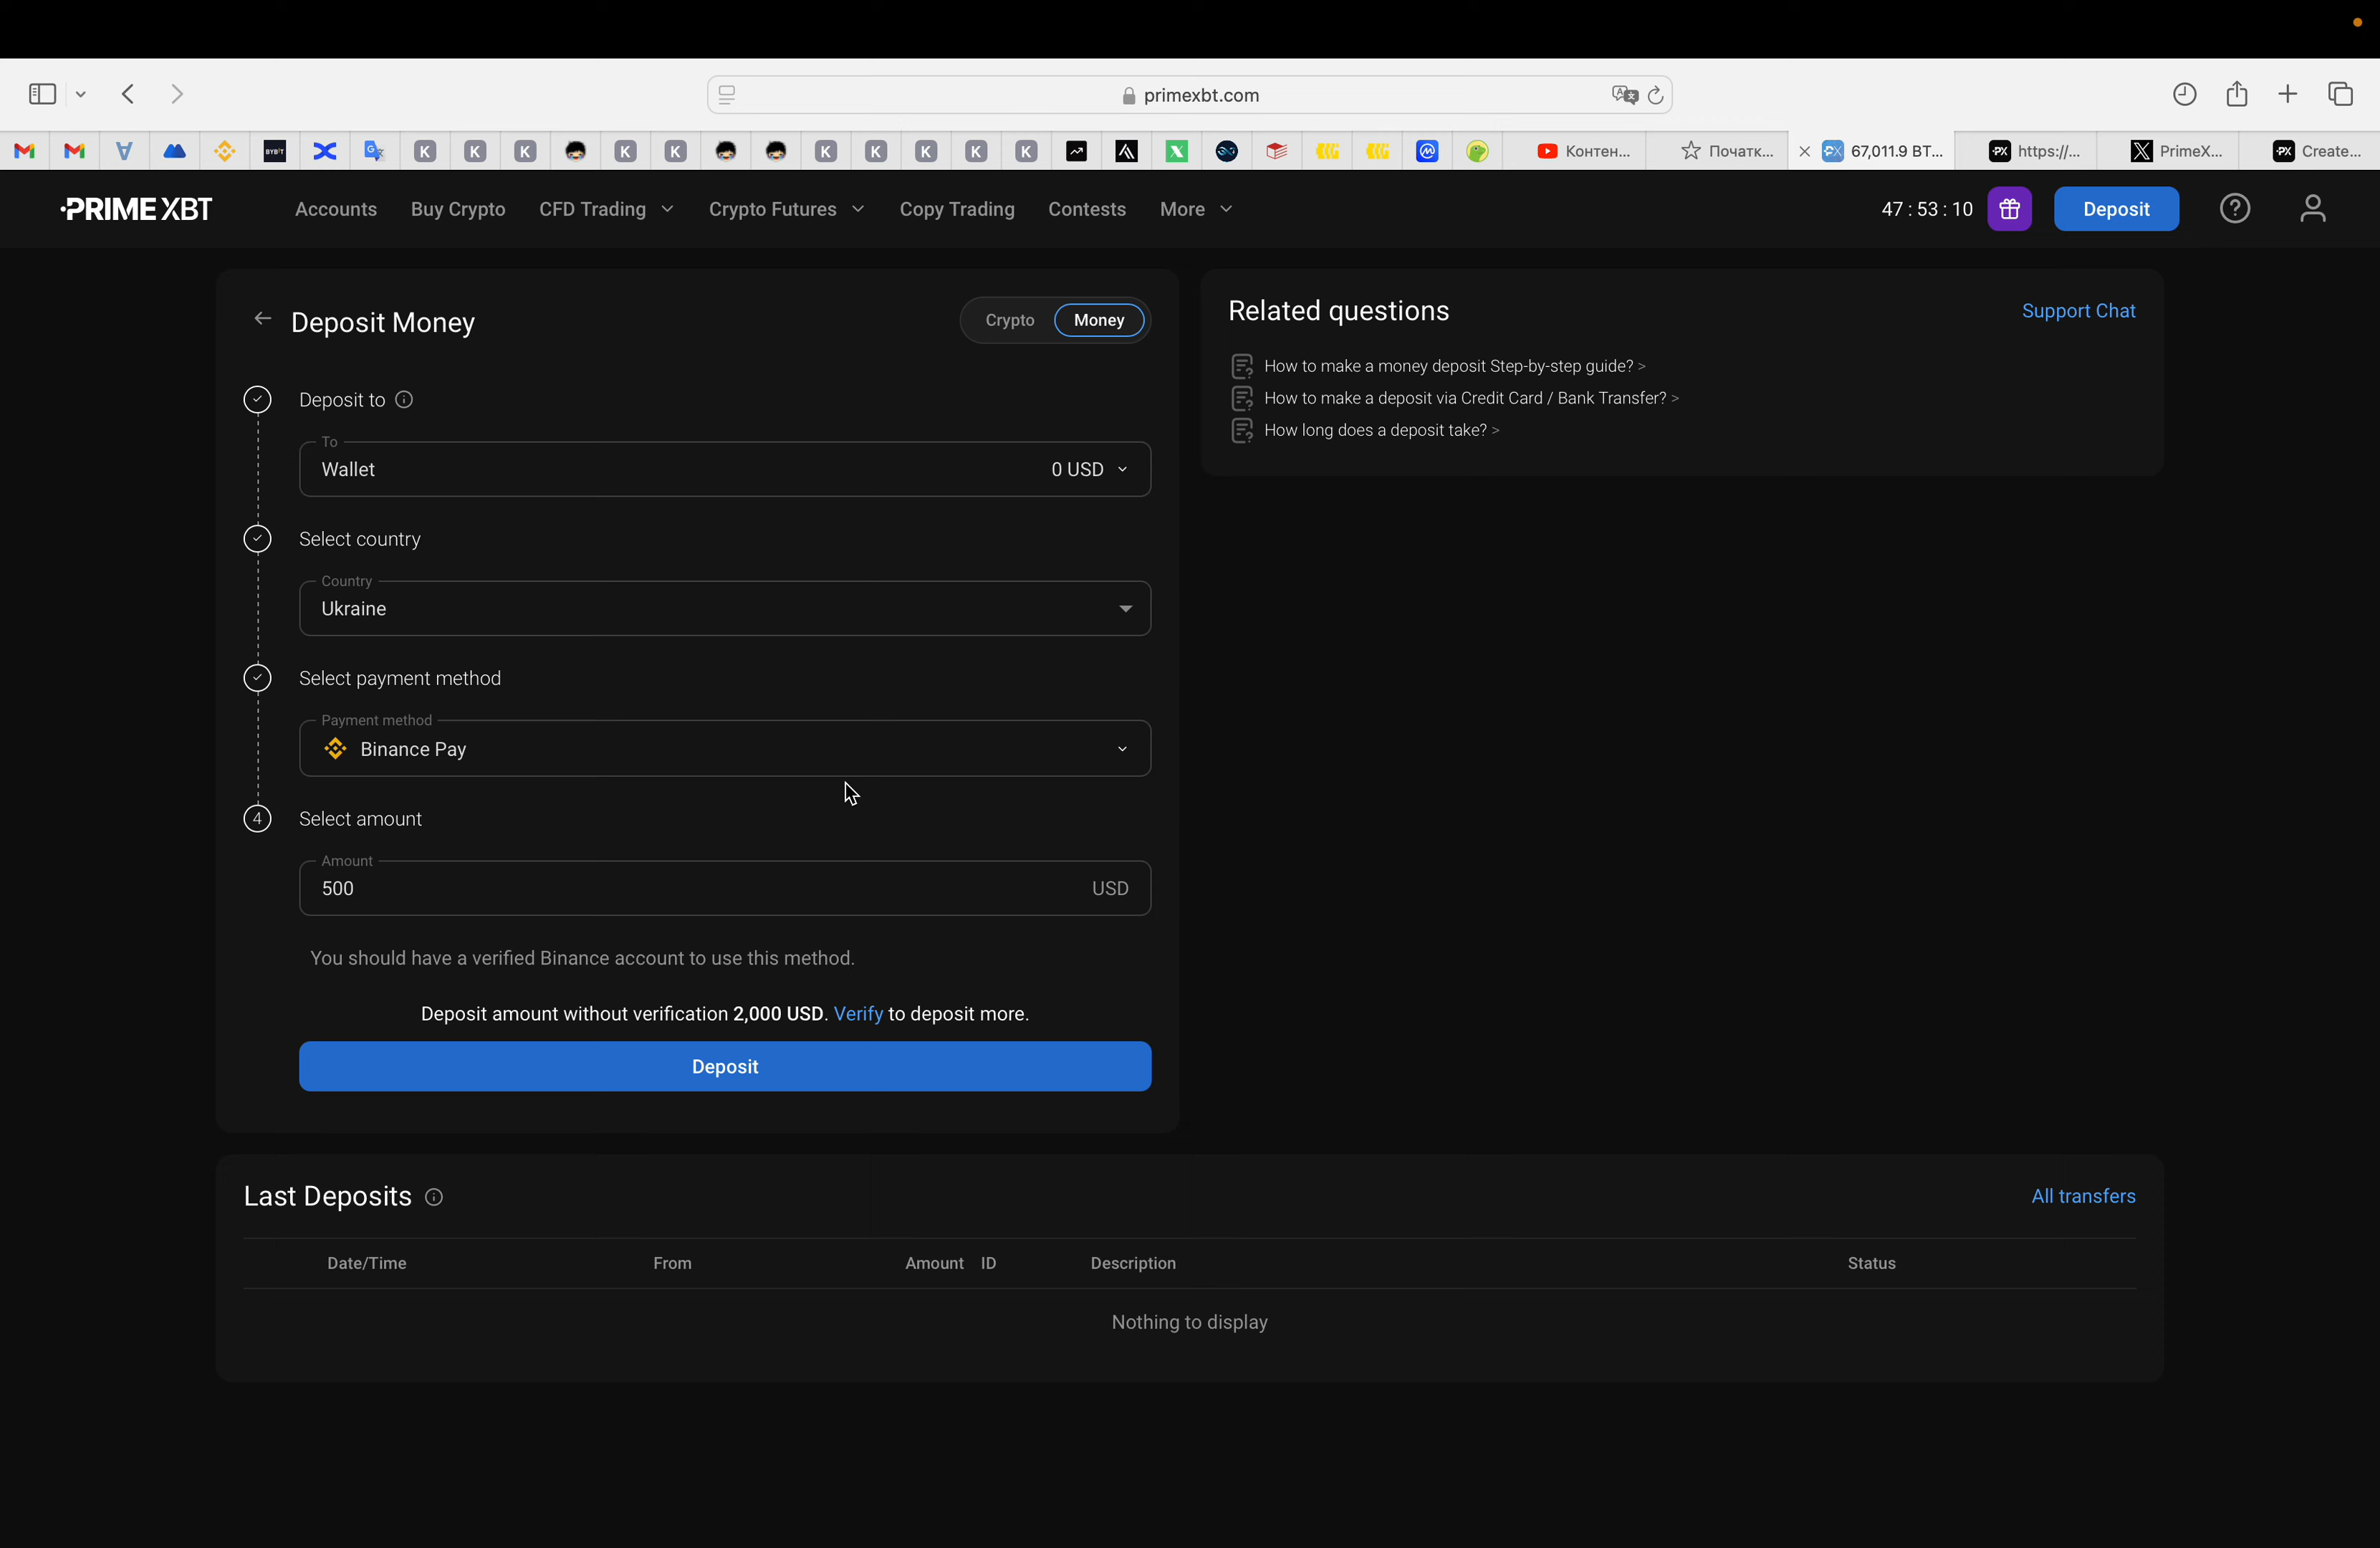 primexbt.com
BYBIT
K
K
K
K
K
K
K
K
K
K
Контен...
Початк...
67,011.9 BT...
https://...
PrimeX...
Create...
PRIME XBT
Accounts
Buy Crypto
CFD Trading
Crypto Futures
Copy Trading
Contests
More
47 : 53 : 10
Deposit
Deposit Money
Crypto
Money
Deposit to
To
Wallet
0 USD
Select country
Country
Ukraine
Select payment method
Payment method
Binance Pay
4
Select amount
Amount
500
USD
You should have a verified Binance account to use this method.
Deposit amount without verification 2,000 USD. Verify to deposit more.
Deposit
Related questions
Support Chat
How to make a money deposit Step-by-step guide? >
How to make a deposit via Credit Card / Bank Transfer? >
How long does a deposit take? >
Last Deposits
All transfers
Date/Time
From
Amount
ID
Description
Status
Nothing to display